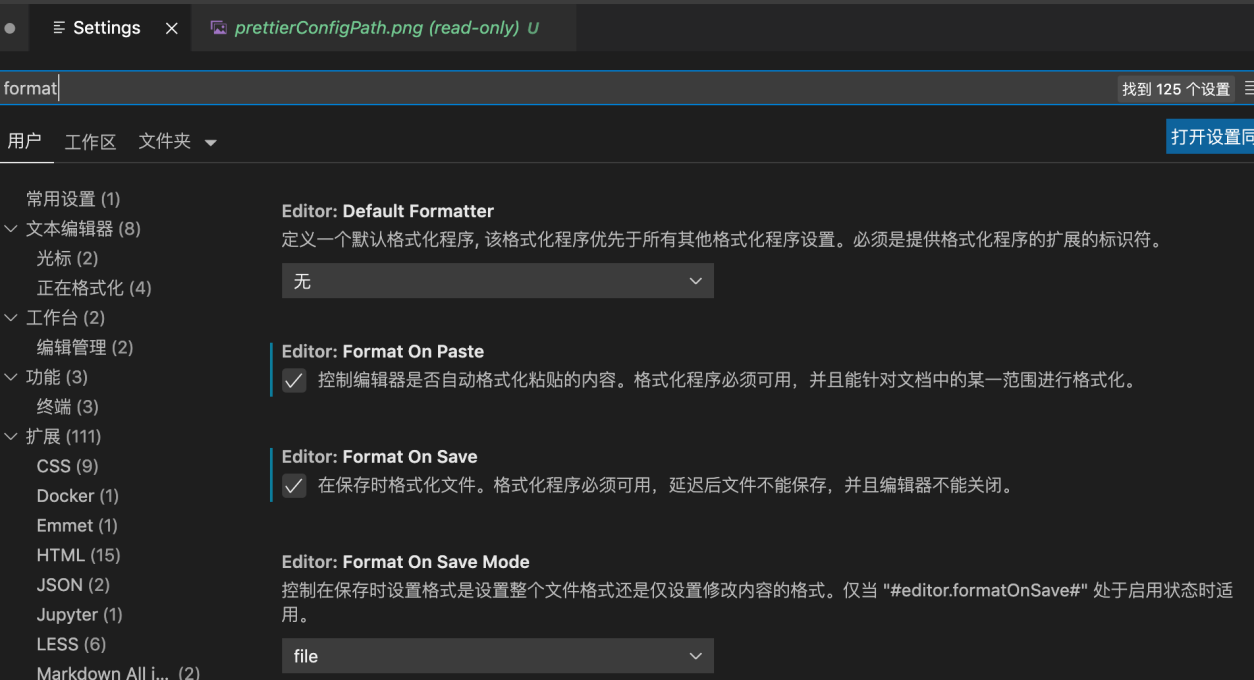 Settings
prettierConfigPath.png (read-only) U
format
找到 125 个设置
用户 工作区 文件夹
打开设置同
常用设置 (1)
文本编辑器 (8)
光标 (2)
正在格式化 (4)
工作台 (2)
编辑管理 (2)
功能 (3)
终端 (3)
扩展 (111)
CSS (9)
Docker (1)
Emmet (1)
HTML (15)
JSON (2)
Jupyter (1)
LESS (6)
Markdown All i... (2)
Editor: Default Formatter
定义一个默认格式化程序, 该格式化程序优先于所有其他格式化程序设置。必须是提供格式化程序的扩展的标识符。
无
Editor: Format On Paste
控制编辑器是否自动格式化粘贴的内容。格式化程序必须可用，并且能针对文档中的某一范围进行格式化。
Editor: Format On Save
在保存时格式化文件。格式化程序必须可用，延迟后文件不能保存，并且编辑器不能关闭。
Editor: Format On Save Mode
控制在保存时设置格式是设置整个文件格式还是仅设置修改内容的格式。仅当 "#editor.formatOnSave#" 处于启用状态时适
用。
file